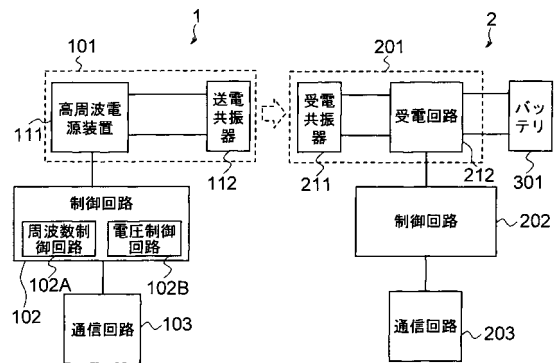 1
101
高周波電
源装置
111
送電
共振
器
112
制御回路
周波数制
御回路
電圧制御
回路
102A
102B
102
通信回路
103
2
201
受電
共振
器
211
受電回路
212
バッ
テリ
301
制御回路
202
通信回路
203